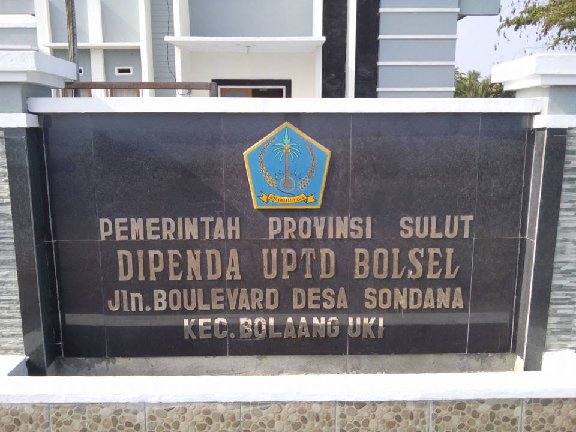 PEMERINTAH PROVINSI SULUT
DIPENDA UPTD BOLSEL
Jln.BOULEVARD DESA SONDANA
KEC.BOLAANG UKI